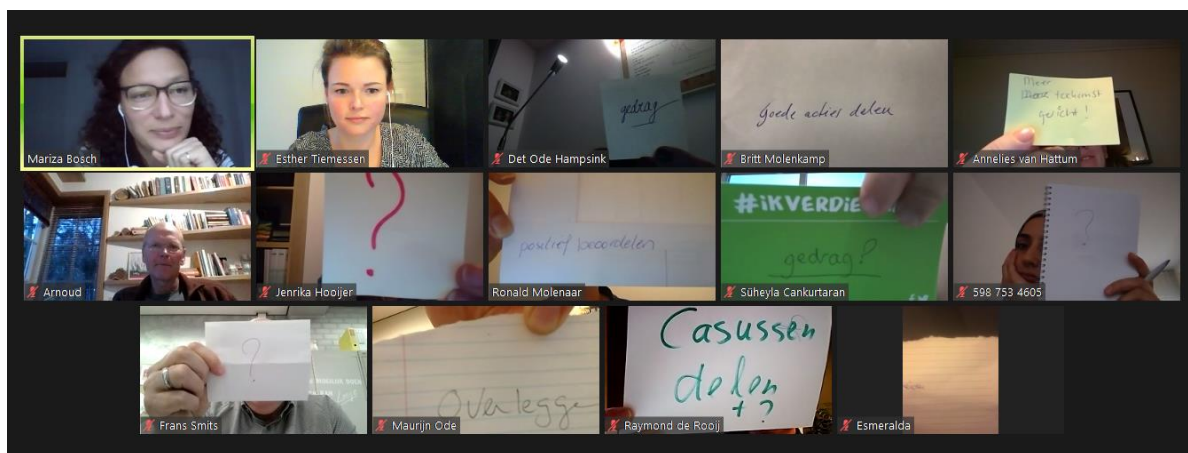 gedrag
Mariza Bosch
Esther Tiemessen
Det Ode Hampsink
goede acties delen
Britt Molenkamp
Meer
toekomst
gericht!
Annelies van Hattum
Arnoud
?
Jenrika Hooijer
positief beoordelen
Ronald Molenaar
#IKVERDIE
gedrag?
Süheyla Cankurtaran
?
598 753 4605
?
Frans Smits
Overlegge
Maurijn Ode
Casussen
delen
+?
Raymond de Rooij
Esmeralda